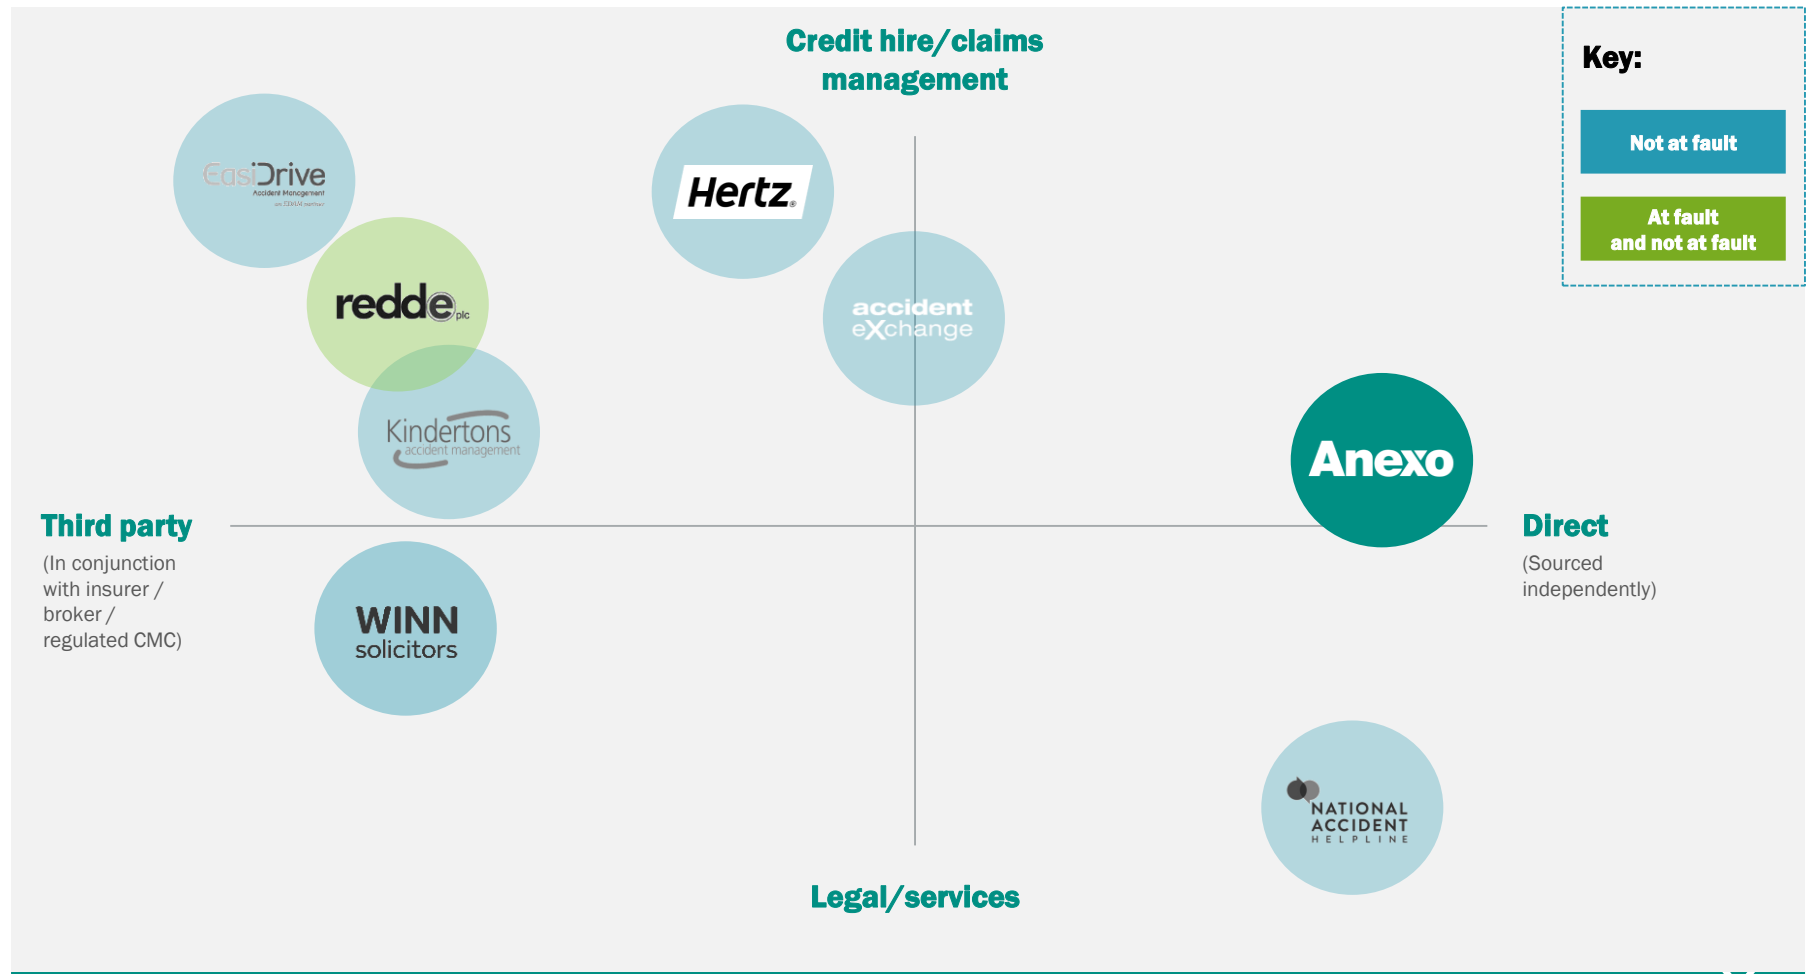 Credit hire/claims
management
Key:
Not at fault
At fault
and not at fault
EasiDrive
Accident Management
Hertz®
redde plc
accident
eXchange
Kindertons
accident management
Anexo
Third party
(In conjunction
with insurer /
broker /
regulated CMC)
Direct
(Sourced
independently)
WINN
solicitors
NATIONAL
ACCIDENT
HELPLINE
Legal/services